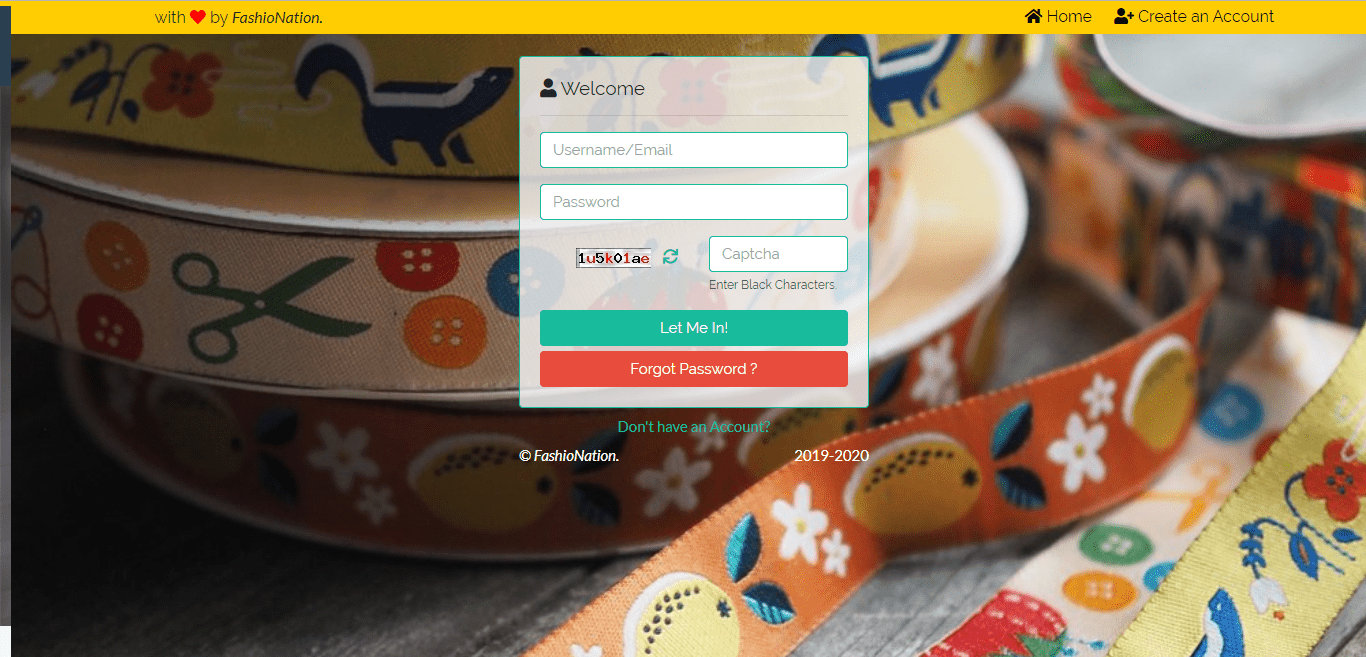 with ❤ by FashioNation.
Home
Create an Account
Welcome
Username/Email
Password
1u5k01ae
Captcha
Enter Black Characters.
Let Me In!
Forgot Password ?
Don't have an Account?
© FashioNation.
2019-2020